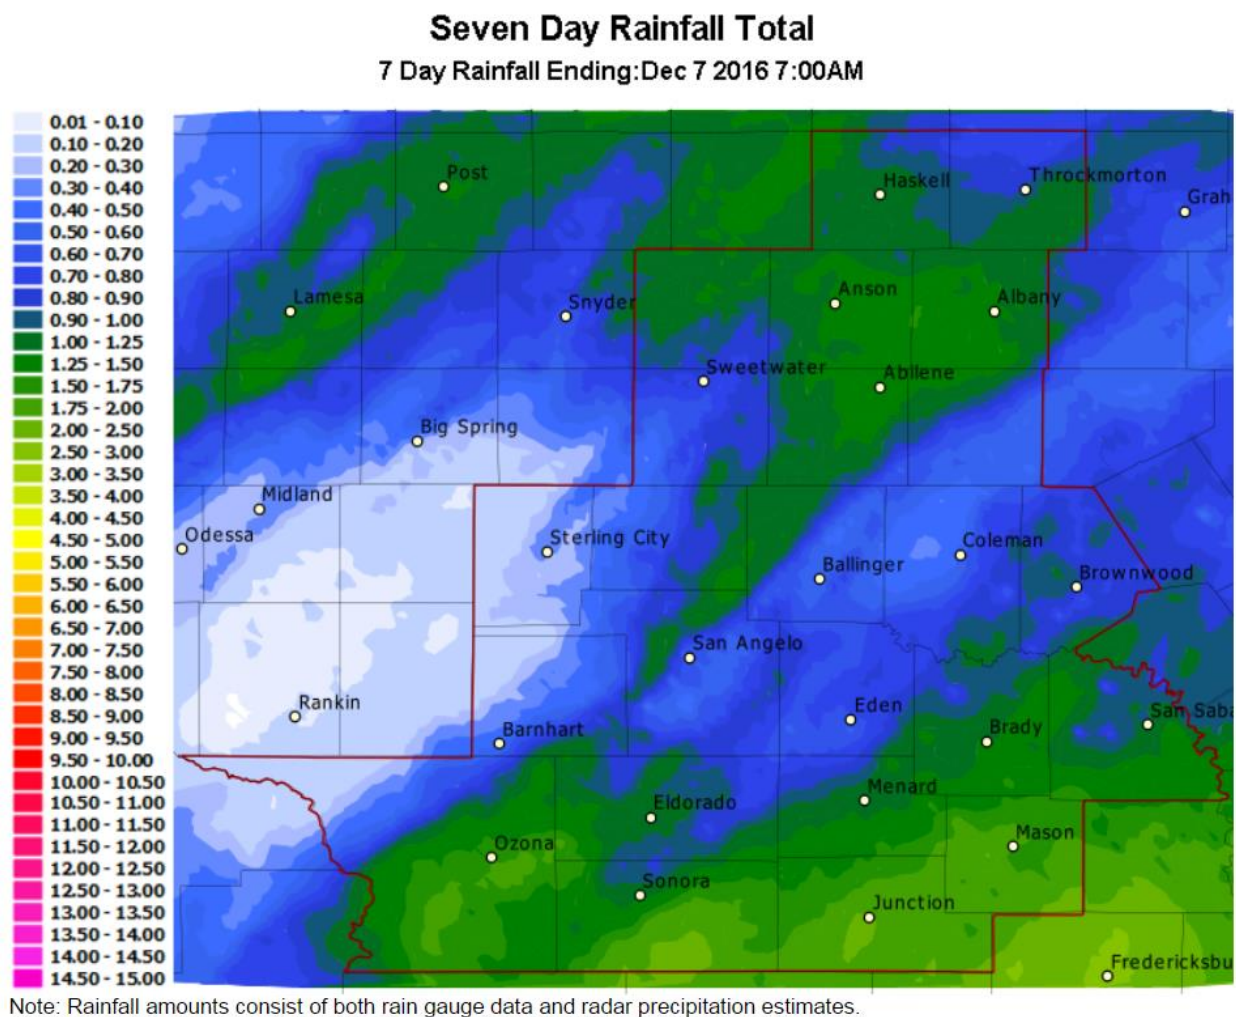 Seven Day Rainfall Total
7 Day Rainfall Ending:Dec 7 2016 7:00AM
0.01 - 0.10
0.10 - 0.20
0.20 - 0.30
0.30 - 0.40
0.40 - 0.50
0.50 - 0.60
0.60 - 0.70
0.70 - 0.80
0.80 - 0.90
0.90 - 1.00
1.00 - 1.25
1.25 - 1.50
1.50 - 1.75
1.75 - 2.00
2.00 - 2.50
2.50 - 3.00
3.00 - 3.50
3.50 - 4.00
4.00 - 4.50
4.50 - 5.00
5.00 - 5.50
5.50 - 6.00
6.00 - 6.50
6.50 - 7.00
7.00 - 7.50
7.50 - 8.00
8.00 - 8.50
8.50 - 9.00
9.00 - 9.50
9.50 - 10.00
10.00 - 10.50
10.50 - 11.00
11.00 - 11.50
11.50 - 12.00
12.00 - 12.50
12.50 - 13.00
13.00 - 13.50
13.50 - 14.00
14.00 - 14.50
14.50 - 15.00
Post
Haskell
Throckmorton
Grah
Lamesa
Snyder
Anson
Albany
Sweetwater
Abilene
Big Spring
Midland
Odessa
Sterling City
Coleman
Ballinger
Brownwood
San Angelo
Rankin
Barnhart
Eden
Brady
San Saba
Menard
Eldorado
Ozona
Mason
Sonora
Junction
Fredericksbu
Note: Rainfall amounts consist of both rain gauge data and radar precipitation estimates.